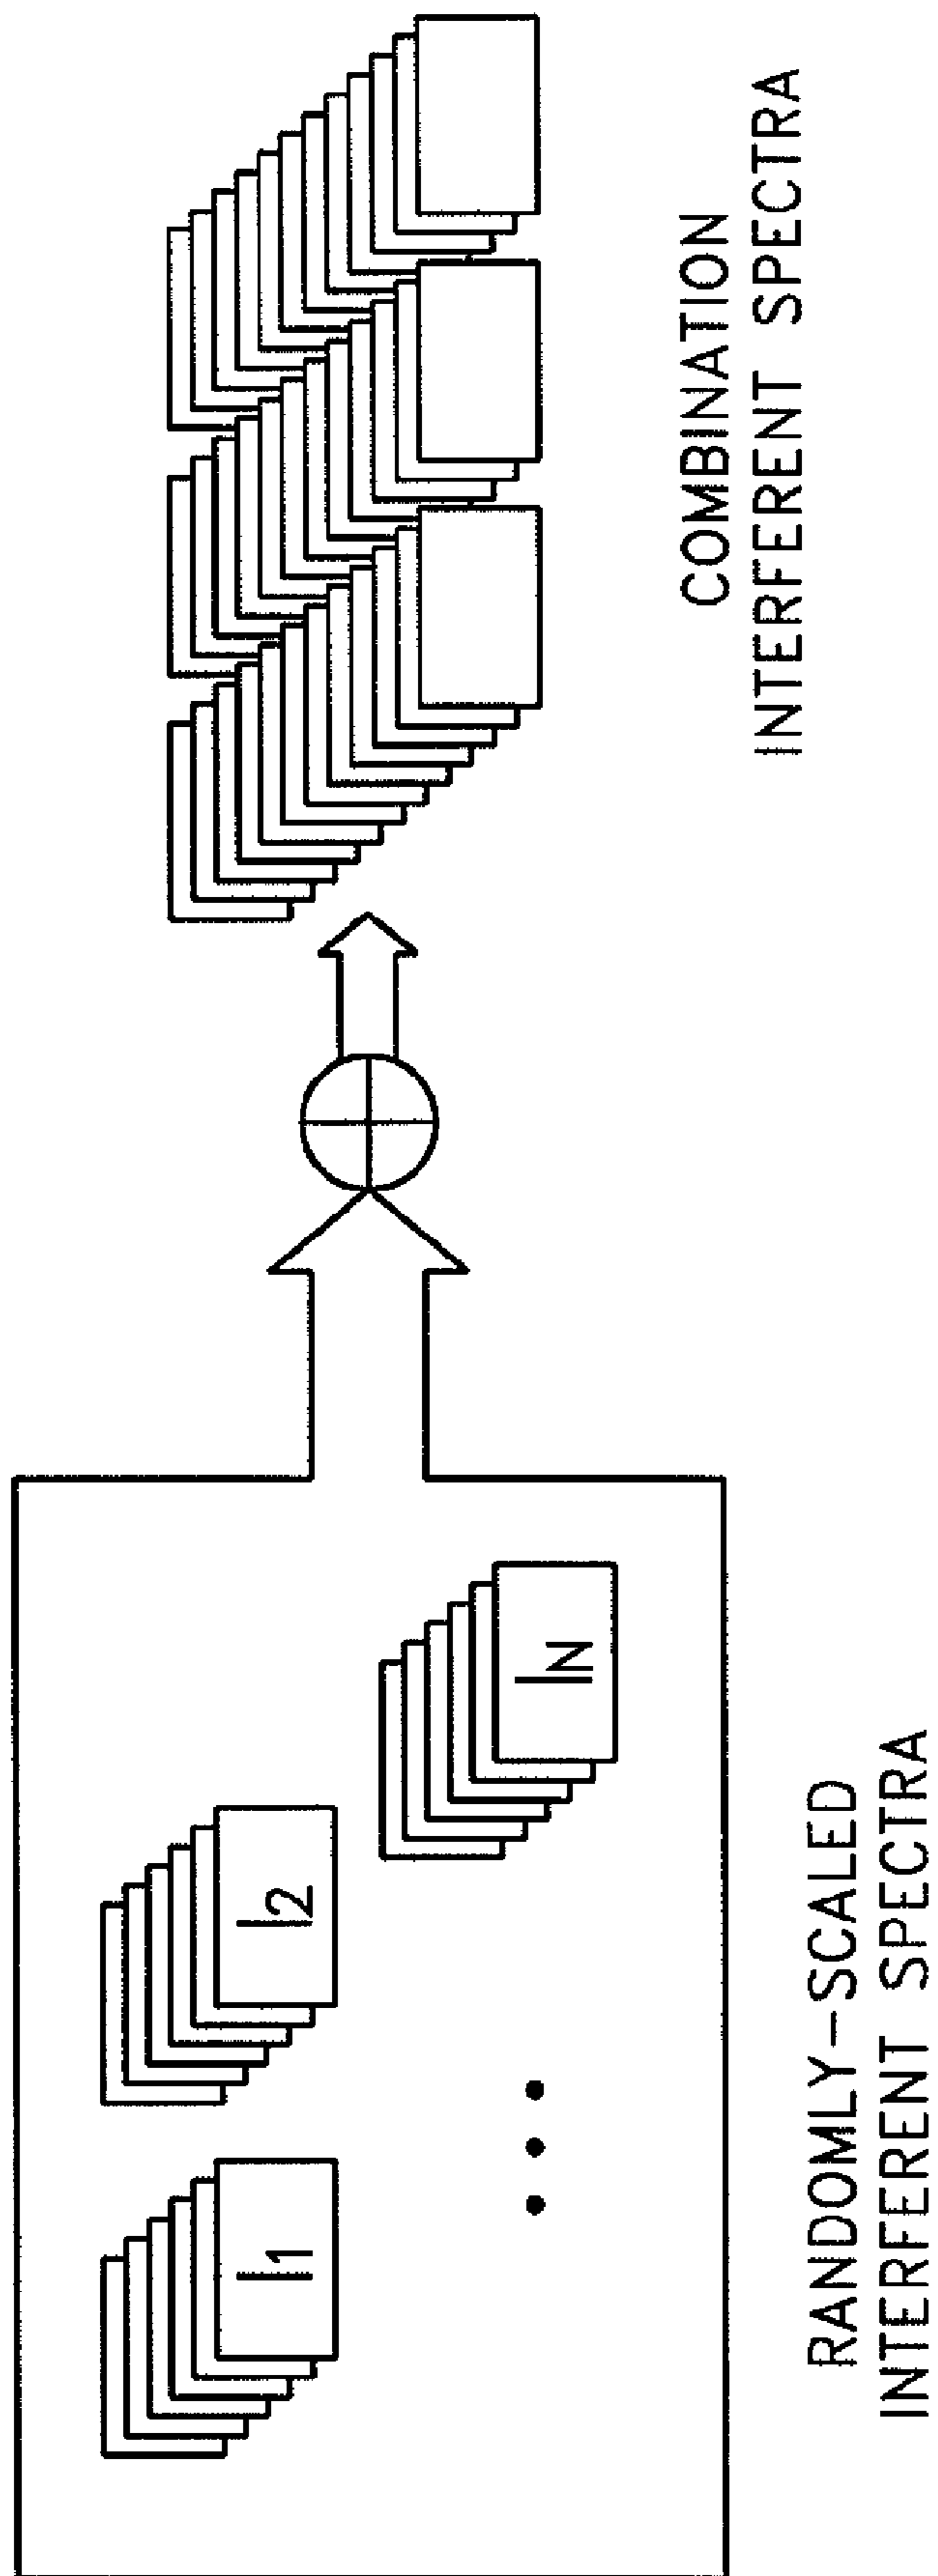 I1
I2
IN
RANDOMLY-SCALED
INTERFERENT SPECTRA
COMBINATION
INTERFERENT SPECTRA